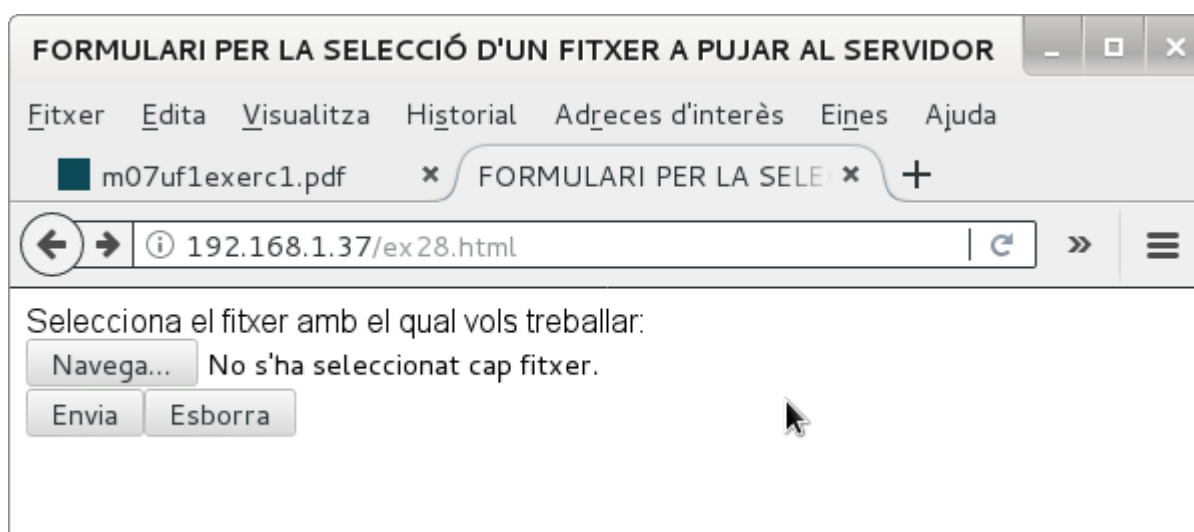 FORMULARI PER LA SELECCIÓ D'UN FITXER A PUJAR AL SERVIDOR
Fitxer Edita Visualitza Historial Adreces d'interès Eines Ajuda
m07uf1exerc1.pdf FORMULARI PER LA SELE
192.168.1.37/ex28.html
Selecciona el fitxer amb el qual vols treballar:
Navega... No s'ha seleccionat cap fitxer.
Envia Esborra